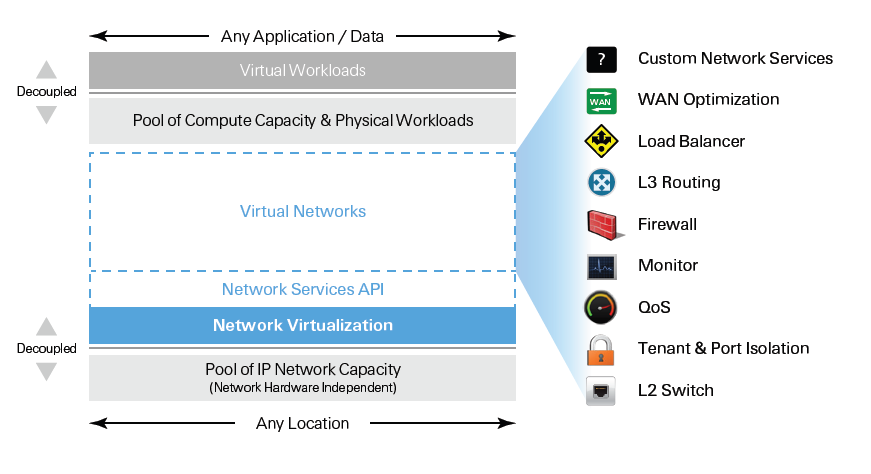 Any Application / Data
Virtual Workloads
Decoupled
Pool of Compute Capacity & Physical Workloads
Virtual Networks
Network Services API
Network Virtualization
Decoupled
Pool of IP Network Capacity
(Network Hardware Independent)
Any Location
?
Custom Network Services
WAN
WAN Optimization
Load Balancer
L3 Routing
Firewall
Monitor
QoS
Tenant & Port Isolation
L2 Switch